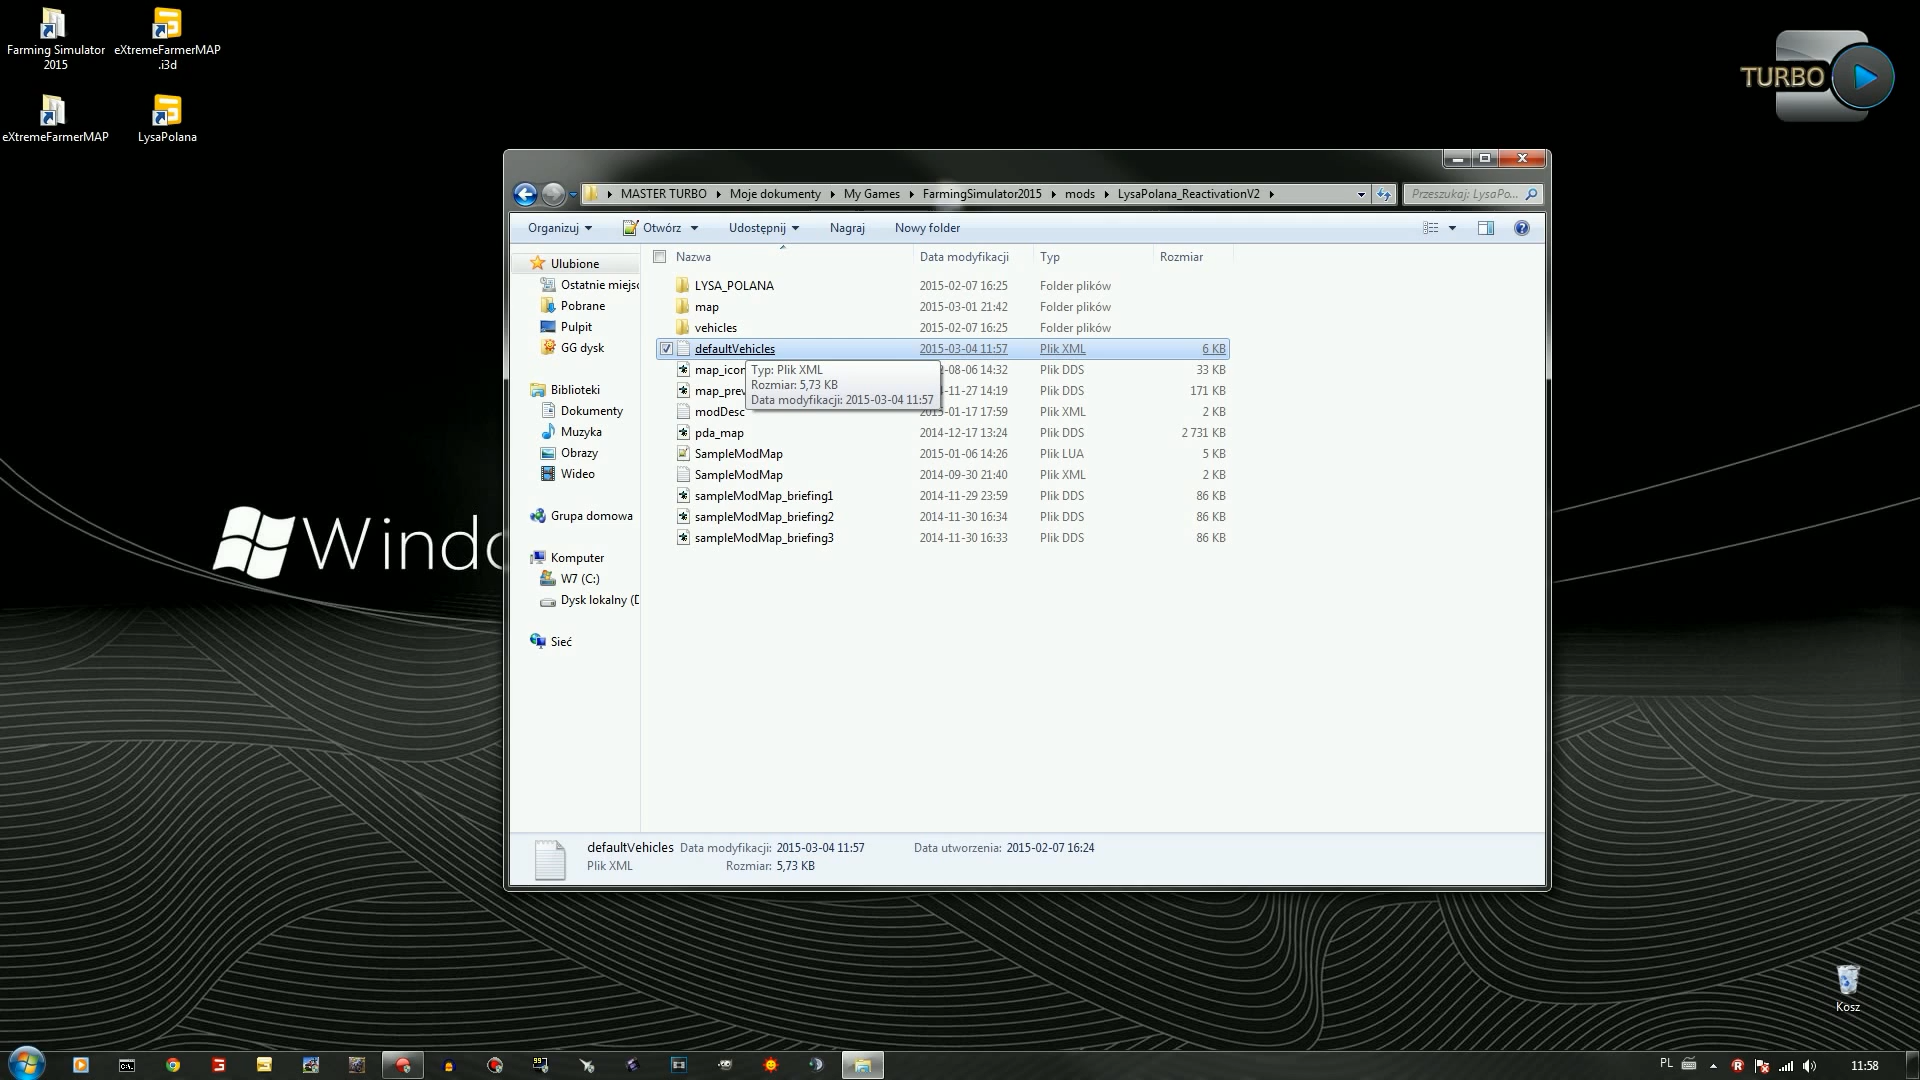 Farming Simulator
2015
eXtremeFarmerMAP
.i3d
eXtremeFarmerMAP
LysaPolana
TURBO
Windo
MASTER TURBO
Moje dokumenty
My Games
FarmingSimulator2015
mods
LysaPolana_ReactivationV2
Przeszukaj: LysaPo...
Organizuj
Otwórz
Udostępnij
Nagraj
Nowy folder
Ulubione
Ostatnie miejsc
Pobrane
Pulpit
GG dysk
Biblioteki
Dokumenty
Muzyka
Obrazy
Wideo
Grupa domowa
Komputer
W7 (C:)
Dysk lokalny (D
Sieć
Nazwa Data modyfikacji Typ Rozmiar
LYSA_POLANA 2015-02-07 16:25 Folder plików
map 2015-03-01 21:42 Folder plików
vehicles 2015-02-07 16:25 Folder plików
defaultVehicles 2015-03-04 11:57 Plik XML 6 KB
map_icon -08-06 14:32 Plik DDS 33 KB
map_prev -11-27 14:19 Plik DDS 171 KB
modDesc 2015-01-17 17:59 Plik XML 2 KB
pda_map 2014-12-17 13:24 Plik DDS 2 731 KB
SampleModMap 2015-01-06 14:26 Plik LUA 5 KB
SampleModMap 2014-09-30 21:40 Plik XML 2 KB
sampleModMap_briefing1 2014-11-29 23:59 Plik DDS 86 KB
sampleModMap_briefing2 2014-11-30 16:34 Plik DDS 86 KB
sampleModMap_briefing3 2014-11-30 16:33 Plik DDS 86 KB
Typ: Plik XML
Rozmiar: 5,73 KB
Data modyfikacji: 2015-03-04 11:57
defaultVehicles Data modyfikacji: 2015-03-04 11:57 Data utworzenia: 2015-02-07 16:24
Plik XML Rozmiar: 5,73 KB
Kosz
PL
11:58